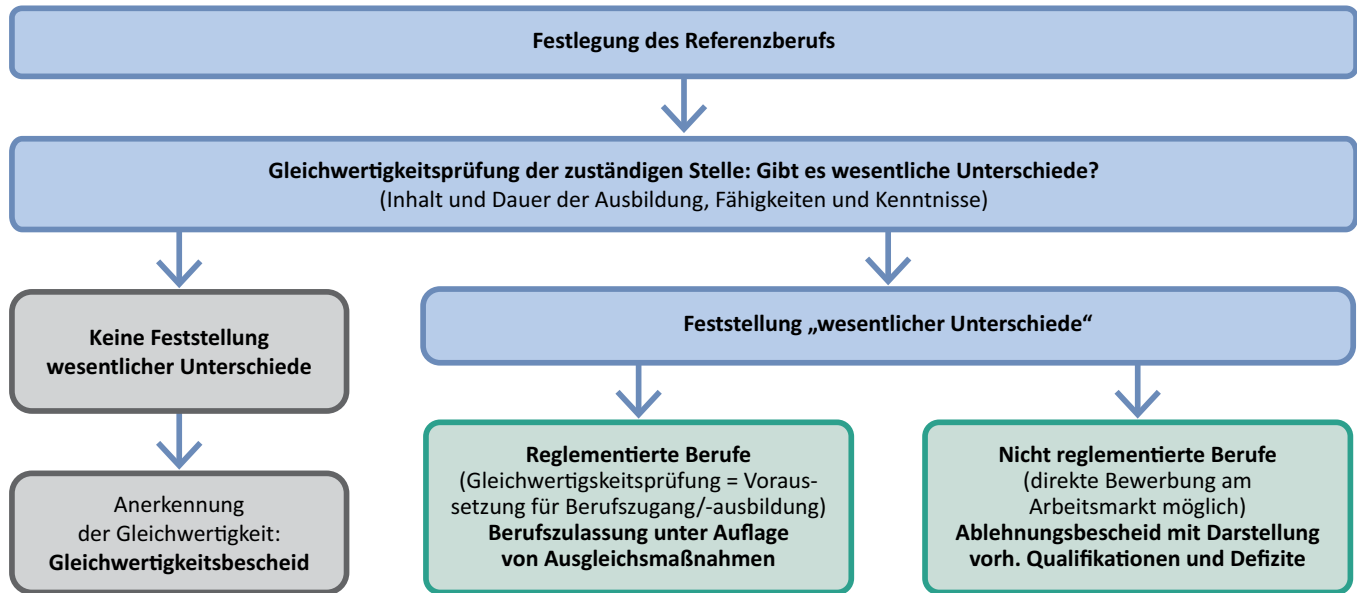 Festlegung des Referenzberufs
Gleichwertigkeitsprüfung der zuständigen Stelle: Gibt es wesentliche Unterschiede?
(Inhalt und Dauer der Ausbildung, Fähigkeiten und Kenntnisse)
Keine Feststellung
wesentlicher Unterschiede
Feststellung „wesentlicher Unterschiede“
Anerkennung
der Gleichwertigkeit:
Gleichwertigkeitsbescheid
Reglementierte Berufe
(Gleichwertigskeitsprüfung = Voraus-
setzung für Berufszugang/-ausbildung)
Berufszulassung unter Auflage
von Ausgleichsmaßnahmen
Nicht reglementierte Berufe
(direkte Bewerbung am
Arbeitsmarkt möglich)
Ablehnungsbescheid mit Darstellung
vorh. Qualifikationen und Defizite